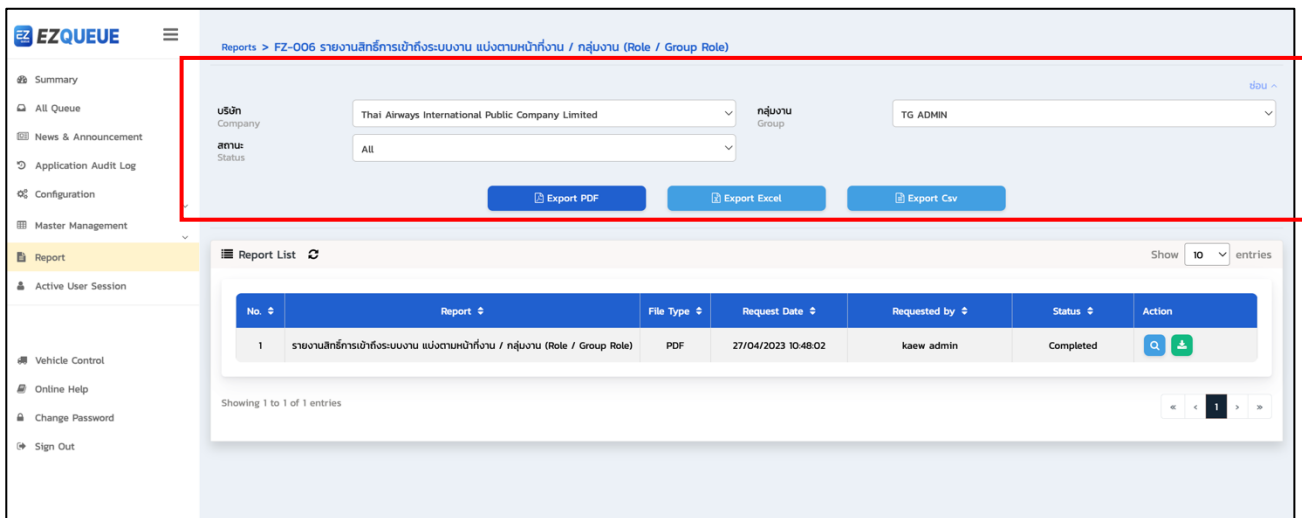 EZ EZQUEUE
Reports > FZ-006 รายงานสิทธิ์การเข้าถึงระบบงาน แบ่งตามหน้าที่งาน / กลุ่มงาน (Role / Group Role)
Summary
All Queue
News & Announcement
Application Audit Log
Configuration
Master Management
Report
Active User Session
Vehicle Control
Online Help
Change Password
Sign Out
ซ่อน
บริษัท Thai Airways International Public Company Limited กลุ่มงาน TG ADMIN
Company Group
สถานะ All
Status
Export PDF Export Excel Export Csv
Report List Show 10 entries
No. Report File Type Request Date Requested by Status Action
1 รายงานสิทธิ์การเข้าถึงระบบงาน แบ่งตามหน้าที่งาน / กลุ่มงาน (Role / Group Role) PDF 27/04/2023 10:48:02 kaew admin Completed
Showing 1 to 1 of 1 entries « ‹ 1 › »